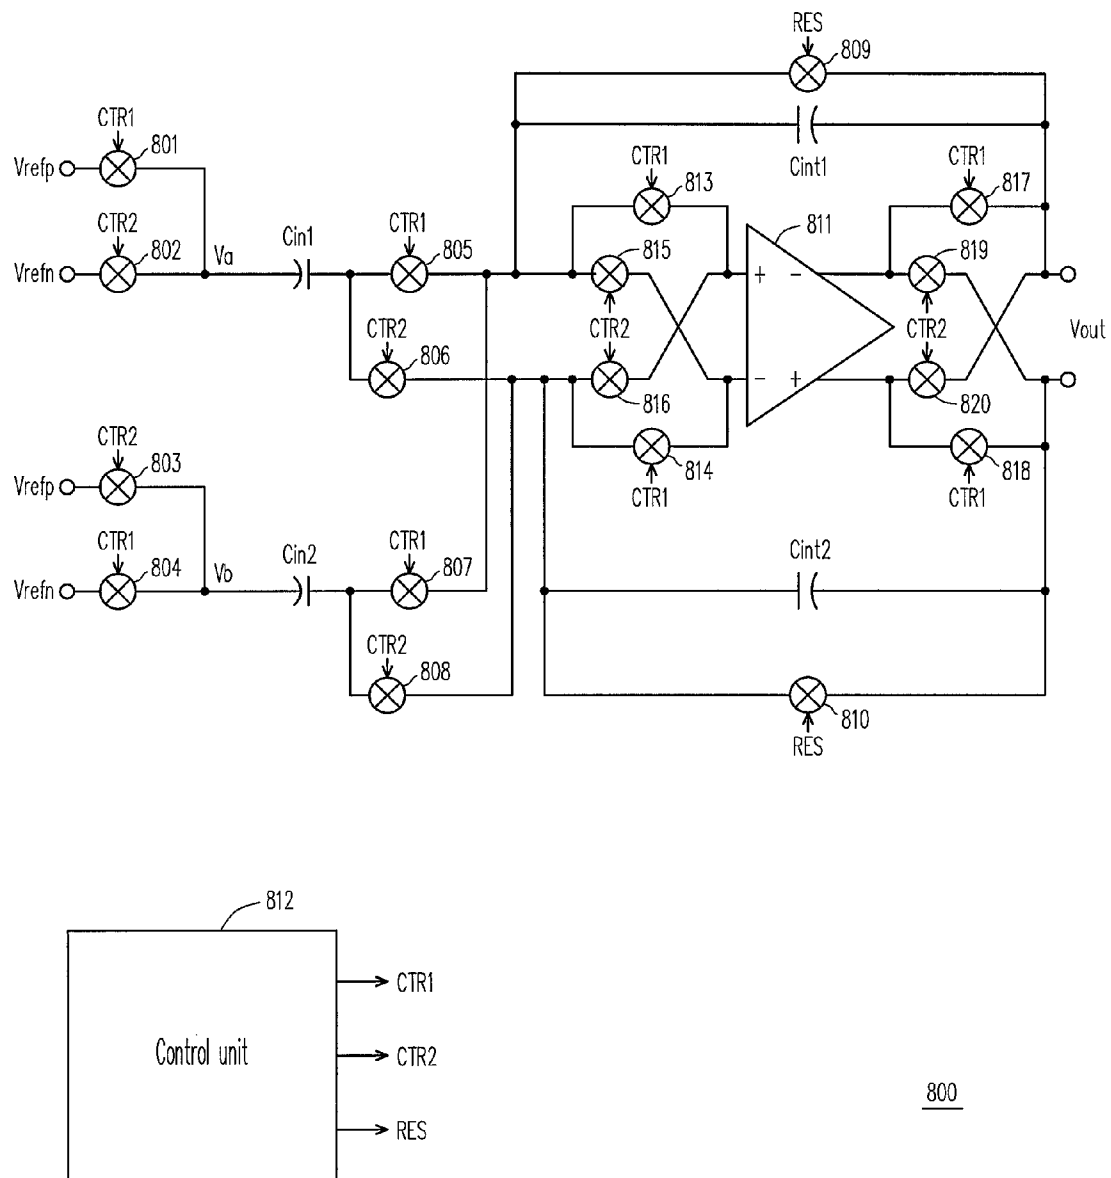 RES
809
CTR1
801
Vrefp
Cint1
CTR1
813
CTR1
817
CTR2
802
Vrefn
Va
Cin1
CTR1
805
815
811
819
+
−
CTR2
CTR2
Vout
CTR2
806
−
+
816
820
814
818
CTR1
CTR1
CTR2
803
Vrefp
CTR1
804
Vrefn
Vb
Cin2
CTR1
807
Cint2
CTR2
808
810
RES
812
Control unit
CTR1
CTR2
RES
800